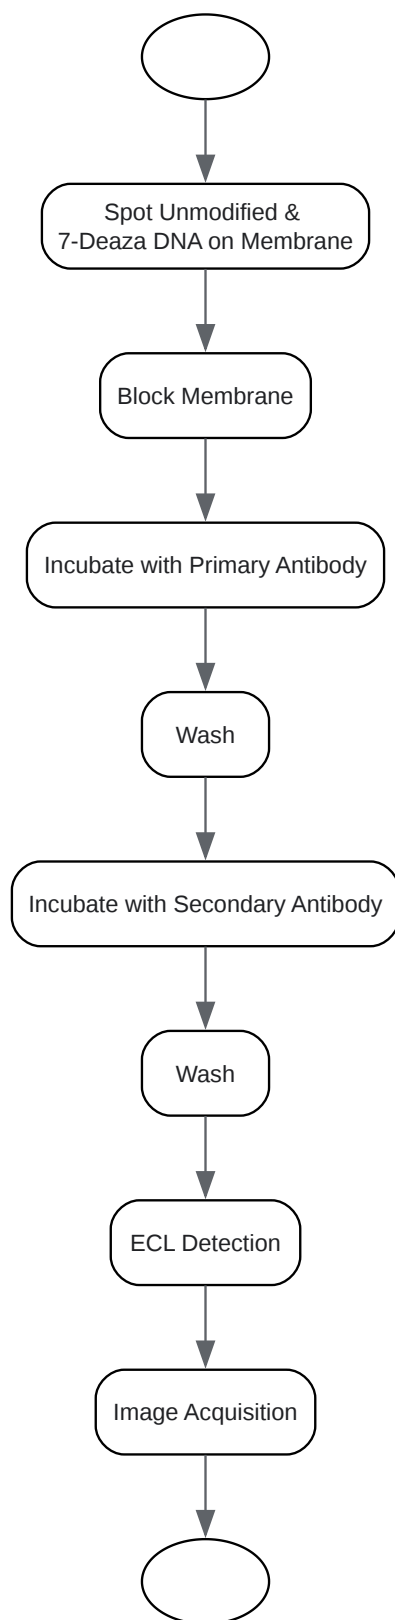 Spot Unmodified &
7-Deaza DNA on Membrane
Block Membrane
Incubate with Primary Antibody
Wash
Incubate with Secondary Antibody
Wash
ECL Detection
Image Acquisition